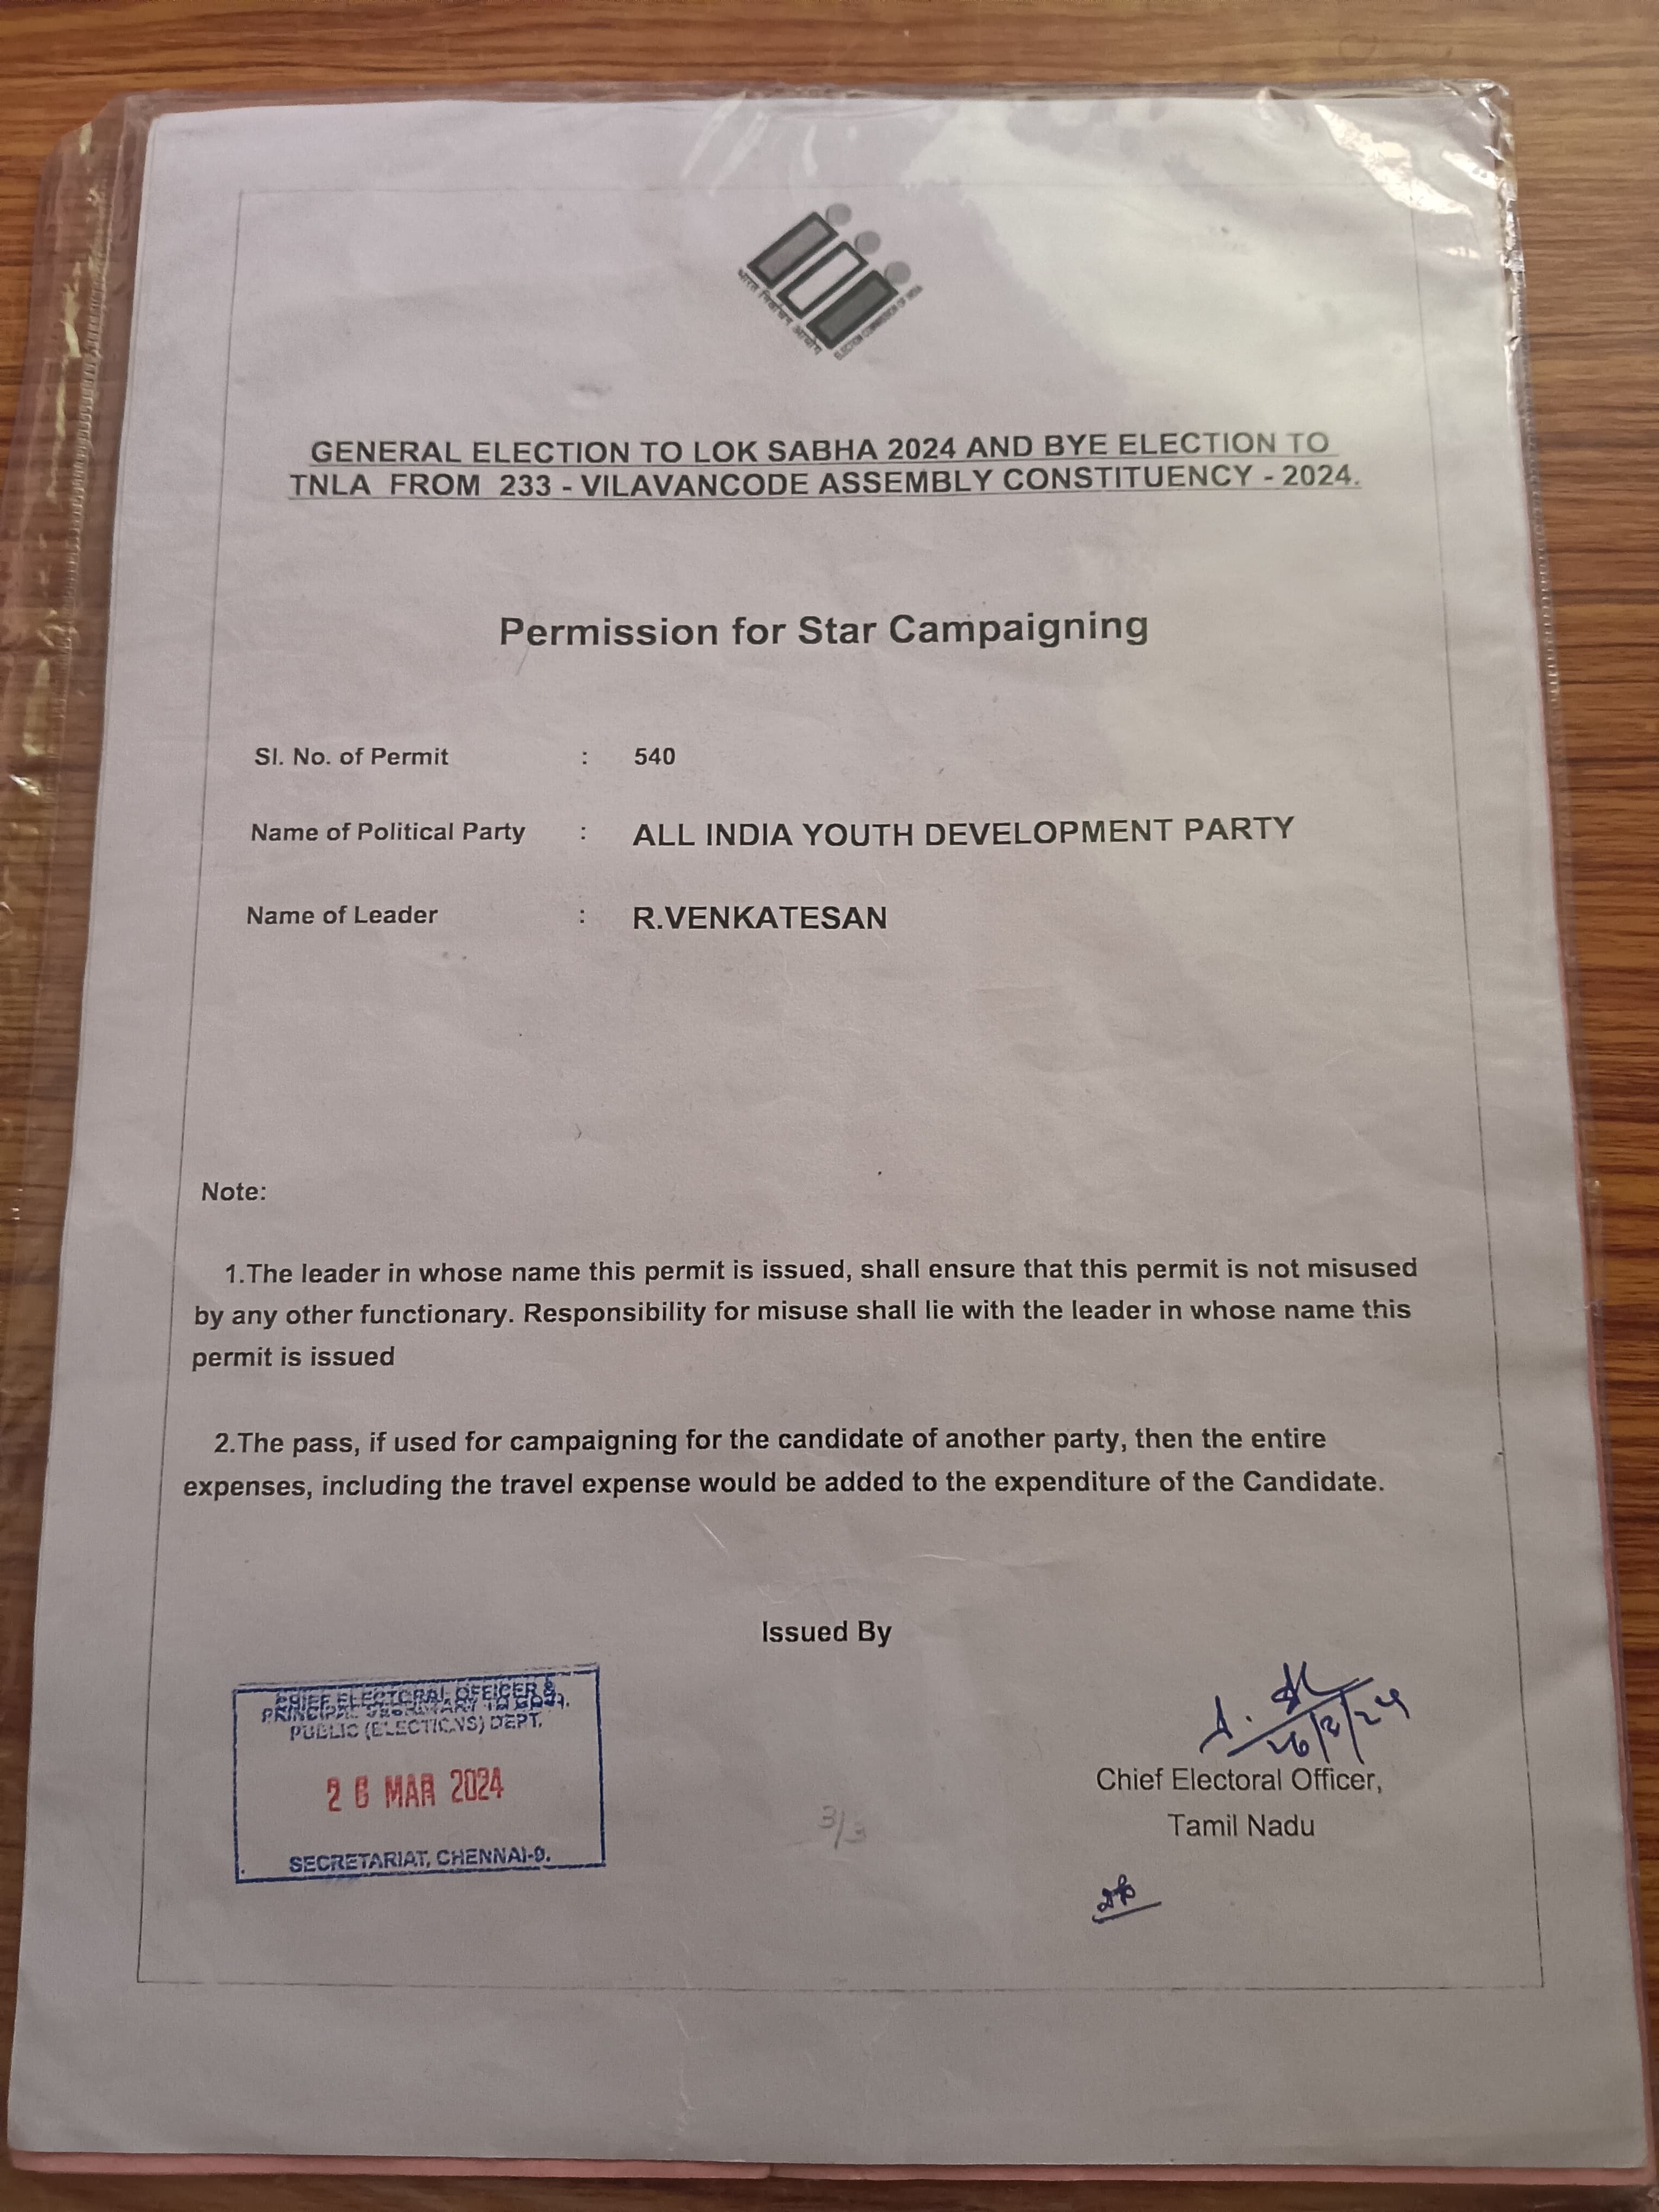 भारत निर्वाचन आयोग
ELECTION COMMISSION OF INDIA
GENERAL ELECTION TO LOK SABHA 2024 AND BYE ELECTION TO
TNLA FROM 233 - VILAVANCODE ASSEMBLY CONSTITUENCY - 2024.
Permission for Star Campaigning
Sl. No. of Permit : 540
Name of Political Party : ALL INDIA YOUTH DEVELOPMENT PARTY
Name of Leader : R.VENKATESAN
Note:
1.The leader in whose name this permit is issued, shall ensure that this permit is not misused
by any other functionary. Responsibility for misuse shall lie with the leader in whose name this
permit is issued
2.The pass, if used for campaigning for the candidate of another party, then the entire
expenses, including the travel expense would be added to the expenditure of the Candidate.
Issued By
CHIEF ELECTORAL OFFICER &
PRINCIPAL SECRETARY TO GOVT.
PUBLIC (ELECTIONS) DEPT.
26 MAR 2024
SECRETARIAT, CHENNAI-9.
26/3/24
Chief Electoral Officer,
Tamil Nadu
3/3